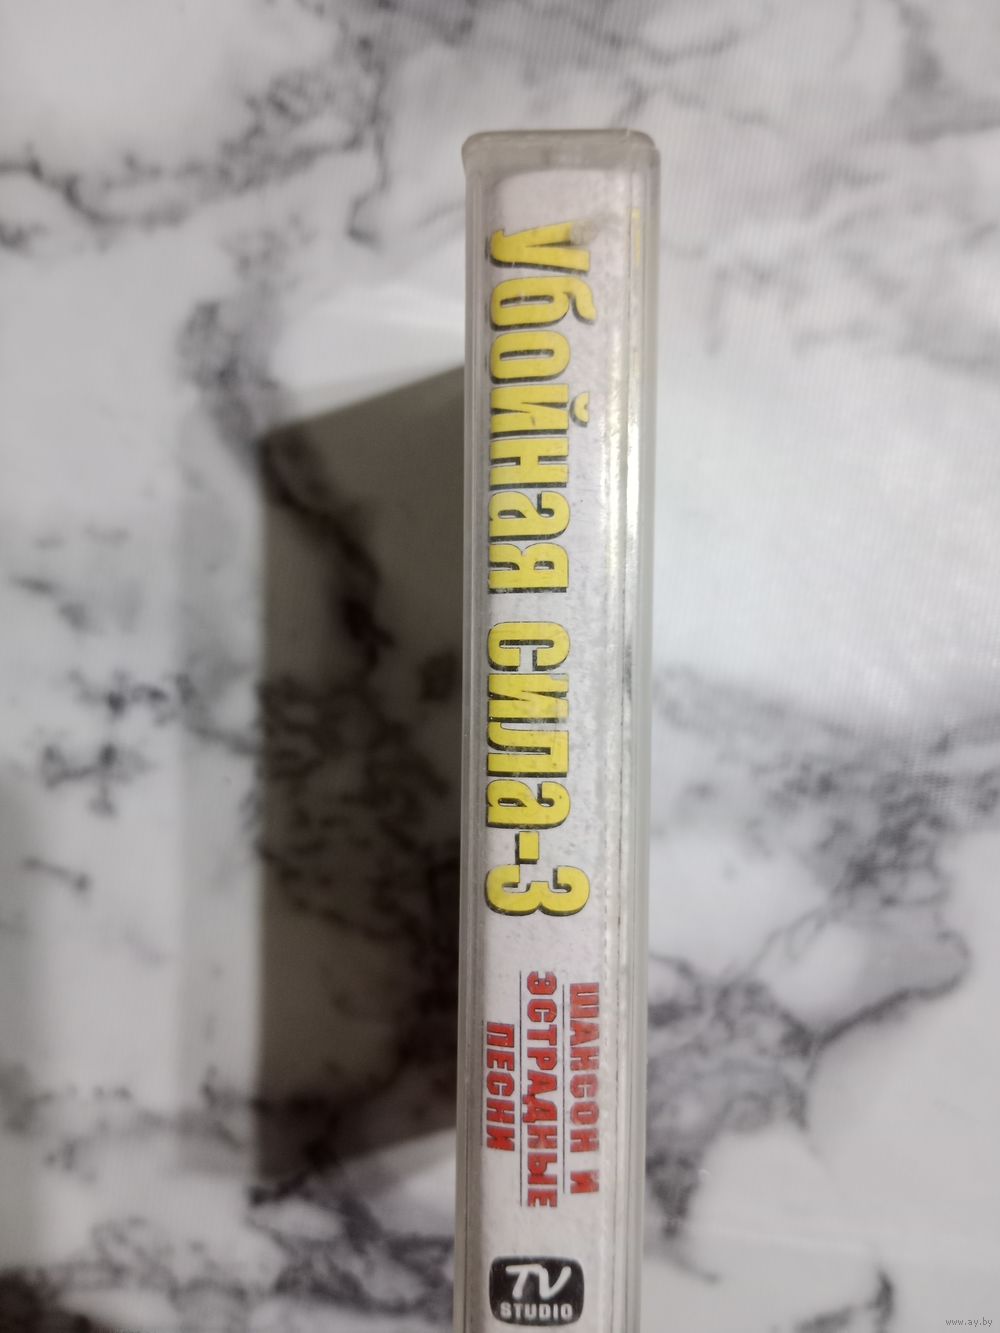 Убойная сила-3
ШАНСОН И
ЭСТРАДНЫЕ
ПЕСНИ
TV
STUDIO
www.ay.by